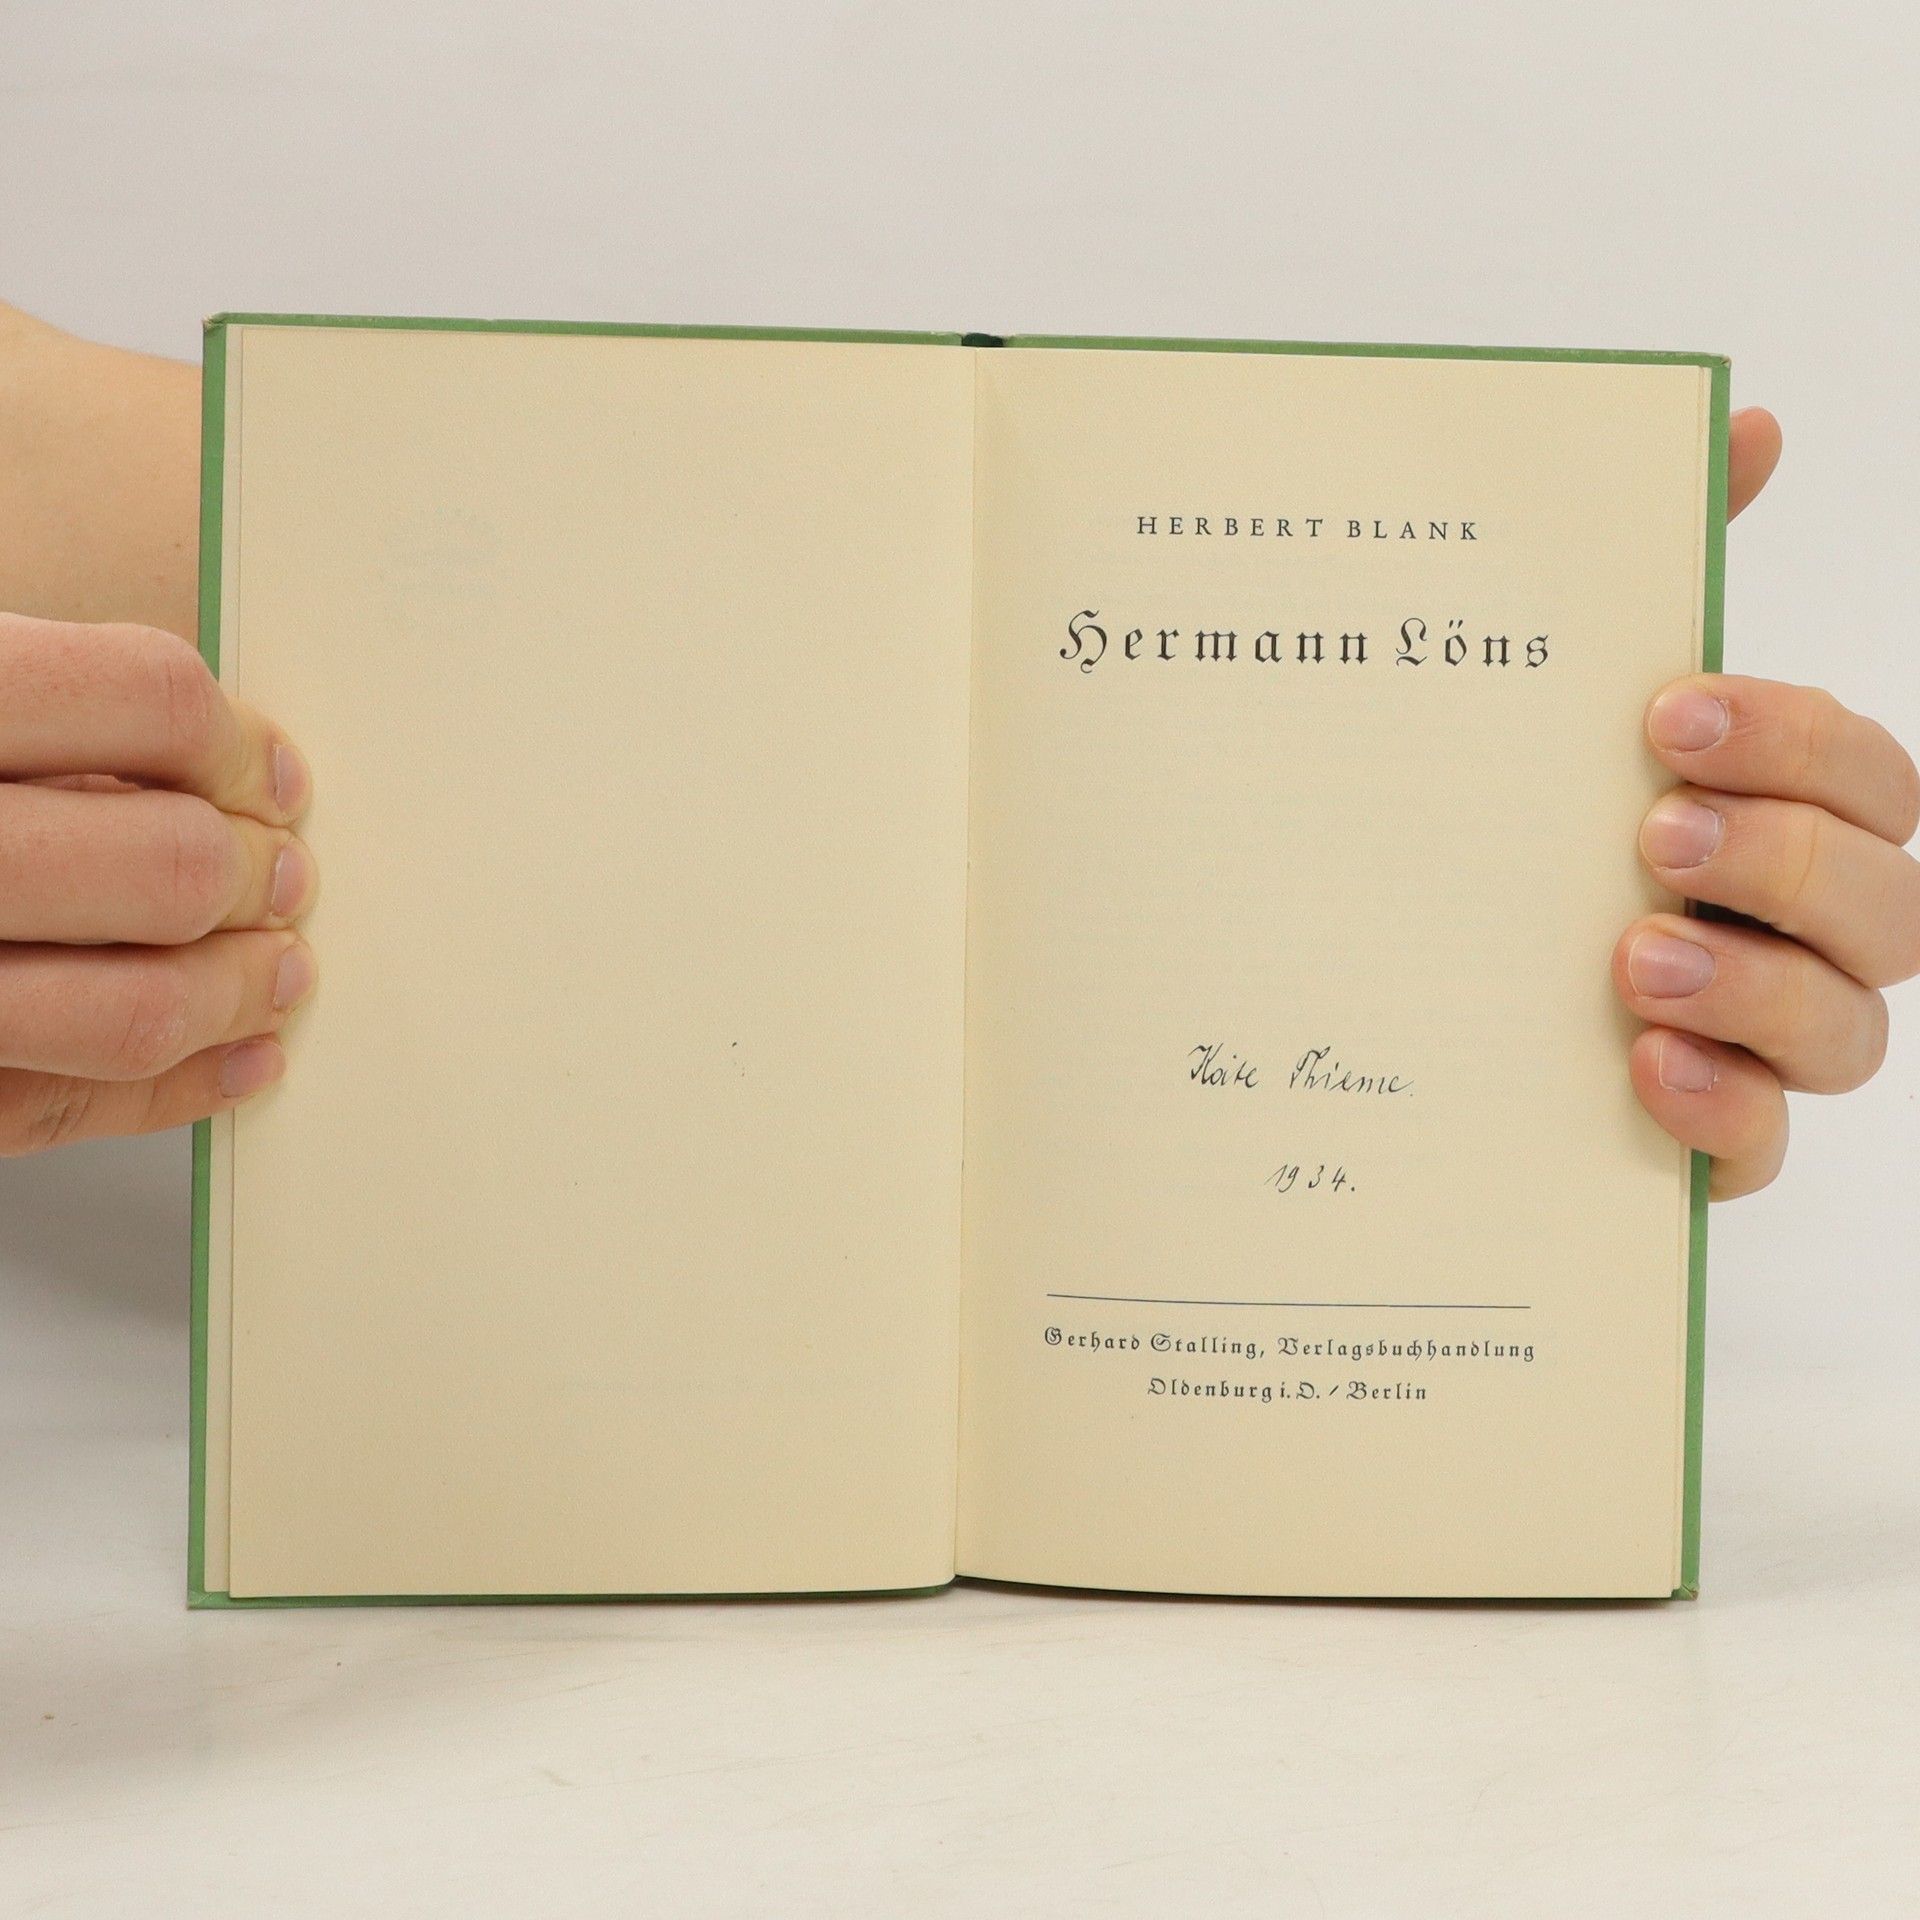 HERBERT BLANK
Hermann Löns
Käte Thieme.
1934.
Gerhard Stalling, Verlagsbuchhandlung
Oldenburg i. O. / Berlin